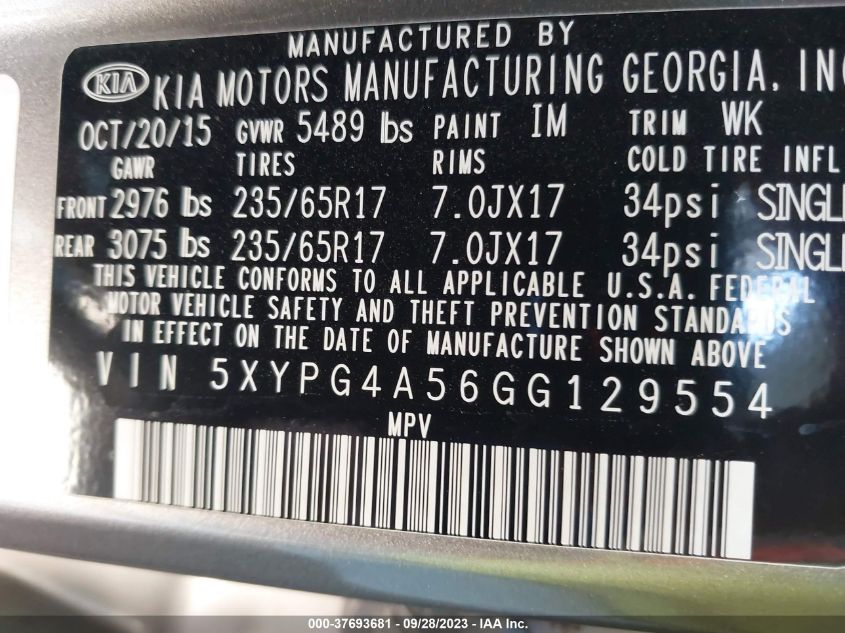 MANUFACTURED BY
KIA KIA MOTORS MANUFACTURING GEORGIA, INC
OCT/20/15 GVWR 5489 lbs PAINT IM TRIM WK
GAWR TIRES RIMS COLD TIRE INFL
FRONT 2976 lbs 235/65R17 7.0JX17 34psi SINGL
REAR 3075 lbs 235/65R17 7.0JX17 34psi SINGL
THIS VEHICLE CONFORMS TO ALL APPLICABLE U.S.A. FEDERAL
MOTOR VEHICLE SAFETY AND THEFT PREVENTION STANDARDS
IN EFFECT ON THE DATE OF MANUFACTURE SHOWN ABOVE
VIN 5XYPG4A56GG129554
MPV
000-37693681 - 09/28/2023 - IAA Inc.